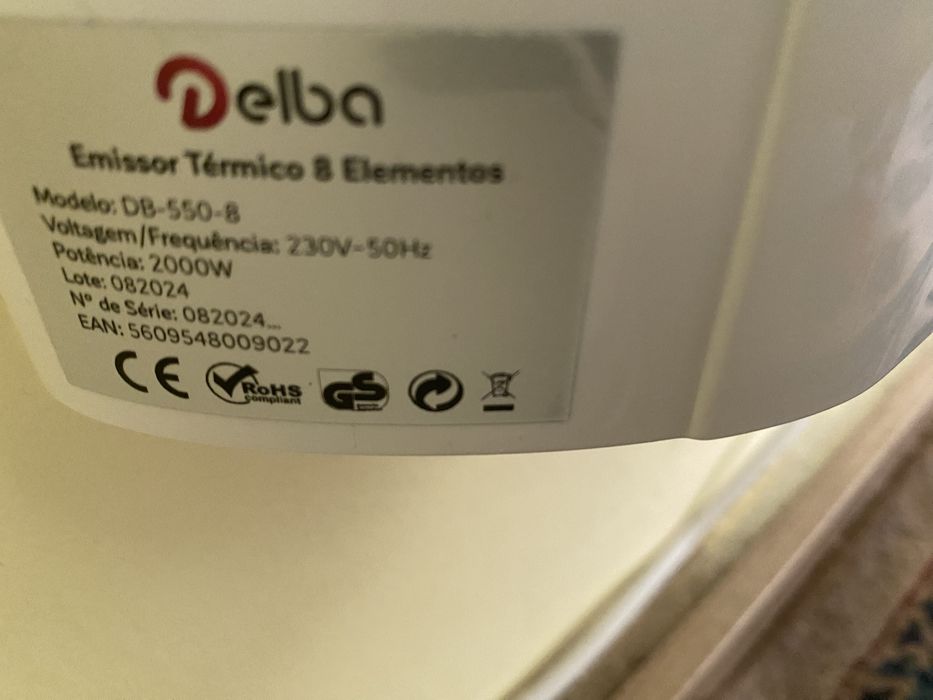 Delba
Emissor Térmico 8 Elementos
Modelo: DB-550-8
Voltagem/Frequência: 230V~50Hz
Potência: 2000W
Lote: 082024
Nº de Série: 082024...
EAN: 5609548009022
CE RoHS compliant GS